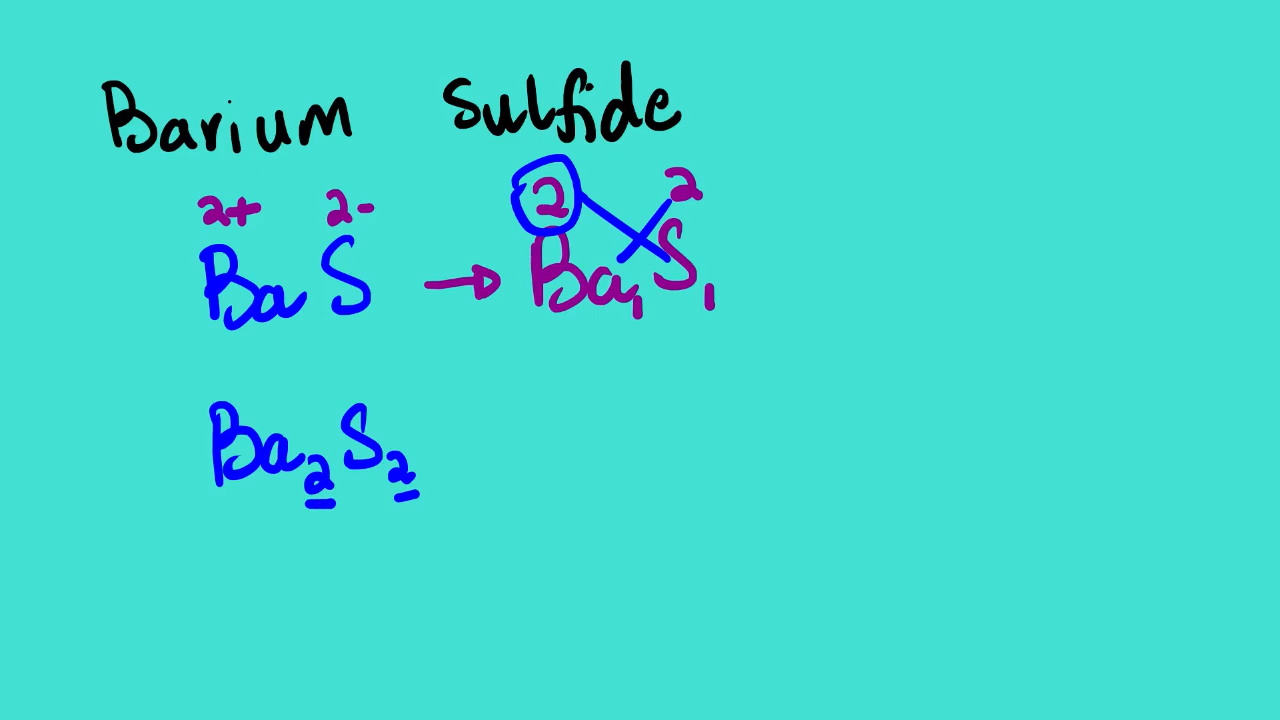 Barium Sulfide
2+ 2- 2 2
Ba S → Ba1 S1
Ba2 S2